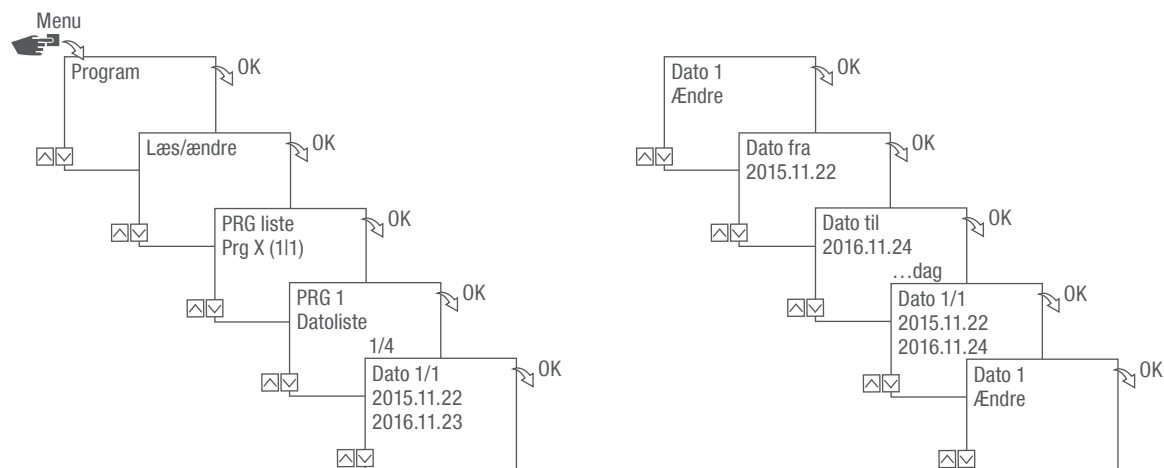 Menu
Program
OK
Læs/ændre
OK
PRG liste
Prg X (1|1)
OK
PRG 1
Datoliste
OK
1/4
Dato 1/1
2015.11.22
2016.11.23
OK
Dato 1
Ændre
OK
Dato fra
2015.11.22
OK
Dato til
2016.11.24
OK
…dag
Dato 1/1
2015.11.22
2016.11.24
OK
Dato 1
Ændre
OK